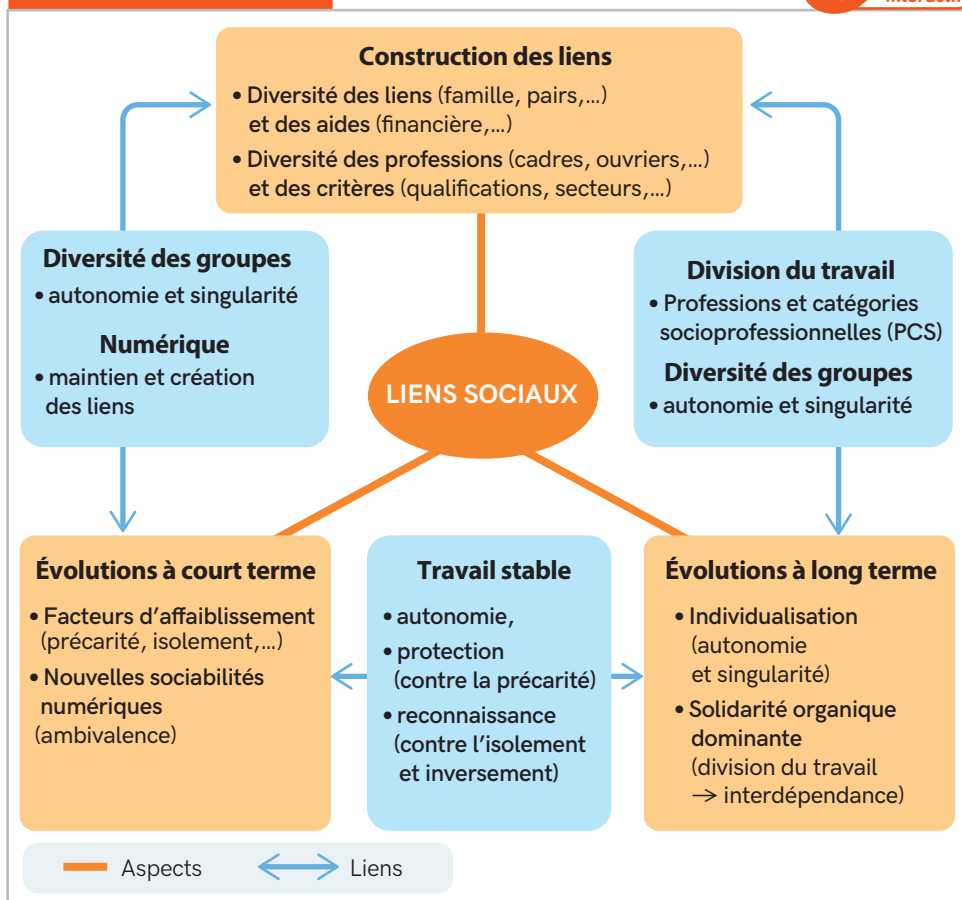 Construction des liens
• Diversité des liens (famille, pairs,...)
et des aides (financière,...)
• Diversité des professions (cadres, ouvriers,...)
et des critères (qualifications, secteurs,...)
Diversité des groupes
• autonomie et singularité
Numérique
• maintien et création
des liens
Division du travail
• Professions et catégories
socioprofessionnelles (PCS)
Diversité des groupes
• autonomie et singularité
LIENS SOCIAUX
Évolutions à court terme
• Facteurs d’affaiblissement
(précarité, isolement,...)
• Nouvelles sociabilités
numériques
(ambivalence)
Travail stable
• autonomie,
• protection
(contre la précarité)
• reconnaissance
(contre l’isolement
et inversement)
Évolutions à long terme
• Individualisation
(autonomie
et singularité)
• Solidarité organique
dominante
(division du travail
→ interdépendance)
Aspects
Liens